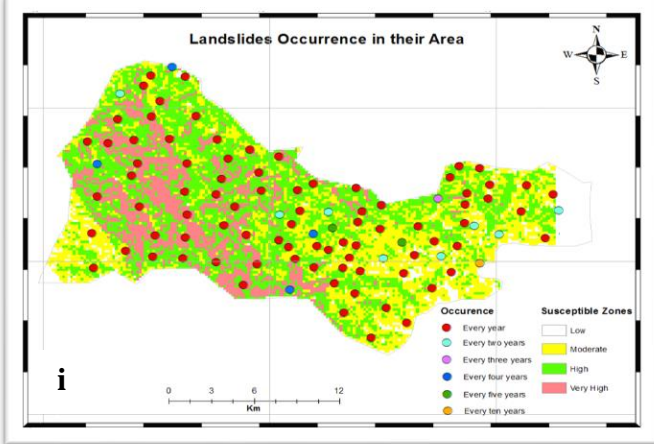 Landslides Occurrence in their Area
N
W E
S
Occurence
Every year
Every two years
Every three years
Every four years
Every five years
Every ten years
Susceptible Zones
Low
Moderate
High
Very High
i
0 3 6 12
Km